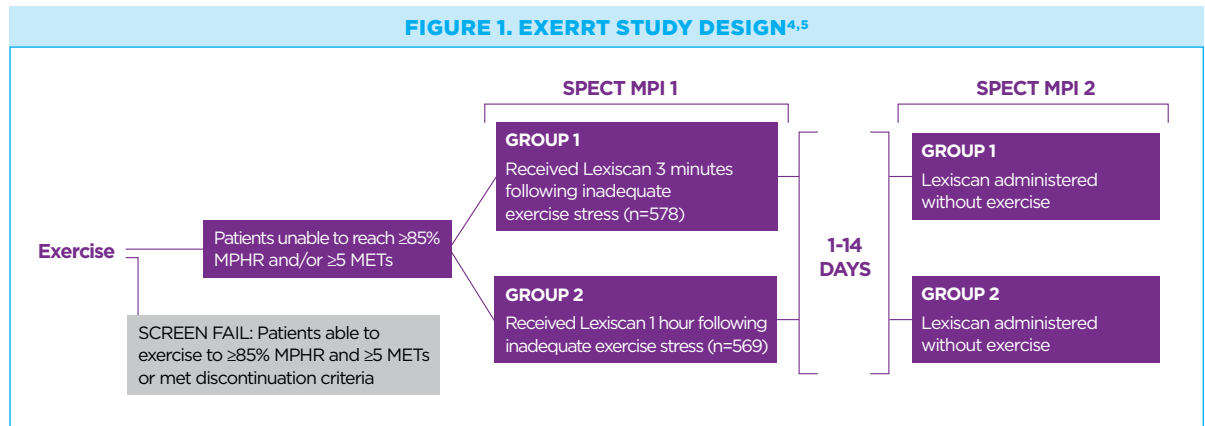 FIGURE 1. EXERRT STUDY DESIGN4,5
SPECT MPI 1
SPECT MPI 2
Exercise
Patients unable to reach ≥85%
MPHR and/or ≥5 METs
SCREEN FAIL: Patients able to
exercise to ≥85% MPHR and ≥5 METs
or met discontinuation criteria
GROUP 1
Received Lexiscan 3 minutes
following inadequate
exercise stress (n=578)
GROUP 2
Received Lexiscan 1 hour following
inadequate exercise stress (n=569)
1-14
DAYS
GROUP 1
Lexiscan administered
without exercise
GROUP 2
Lexiscan administered
without exercise